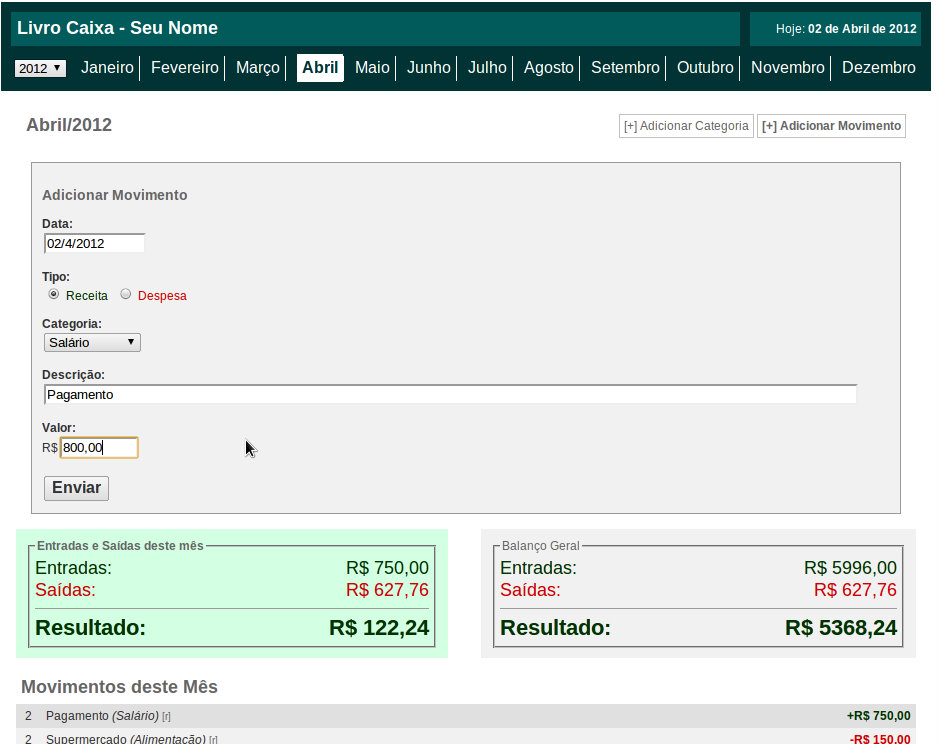 Livro Caixa - Seu Nome
Hoje: 02 de Abril de 2012
2012 Janeiro Fevereiro Março Abril Maio Junho Julho Agosto Setembro Outubro Novembro Dezembro
Abril/2012
[+] Adicionar Categoria [+] Adicionar Movimento
Adicionar Movimento
Data:
02/4/2012
Tipo:
Receita Despesa
Categoria:
Salário
Descrição:
Pagamento
Valor:
R$ 800,00
Enviar
Entradas e Saídas deste mês
Entradas: R$ 750,00
Saídas: R$ 627,76
Resultado: R$ 122,24
Balanço Geral
Entradas: R$ 5996,00
Saídas: R$ 627,76
Resultado: R$ 5368,24
Movimentos deste Mês
2 Pagamento (Salário) [r] +R$ 750,00
2 Supermercado (Alimentação) [r] -R$ 150,00